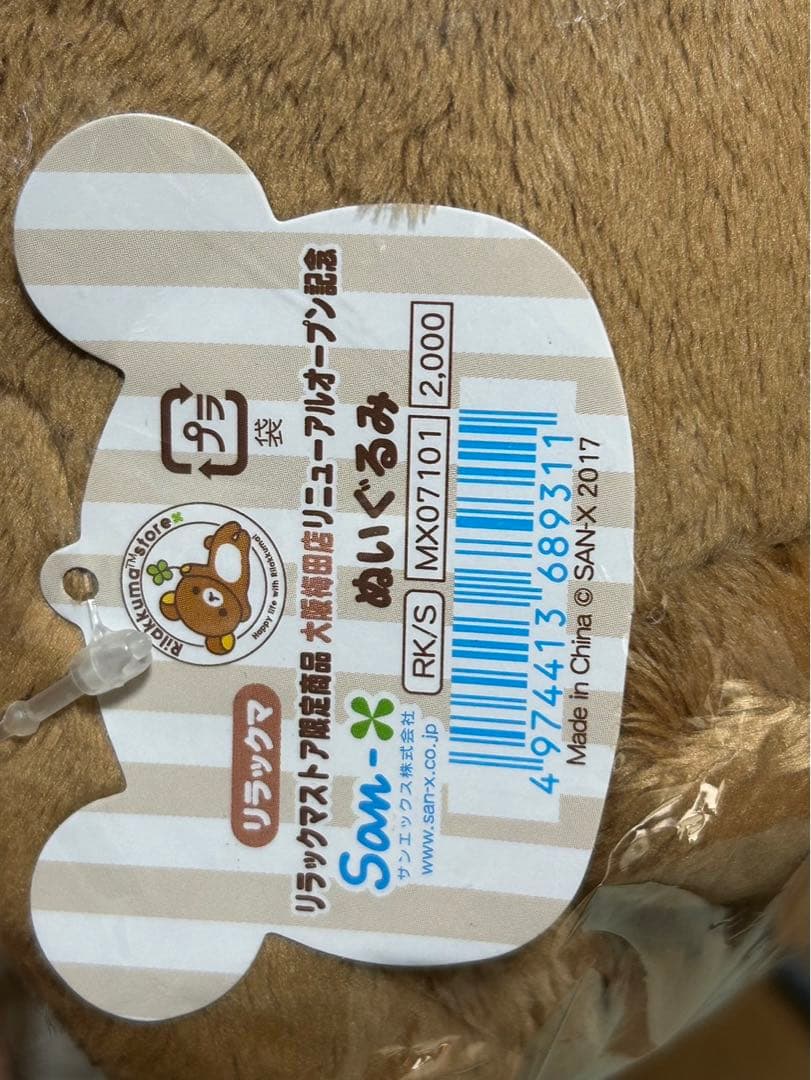 リラックマ
Rilakkuma™store
Happy life with Rilakkuma!
プラ
袋
リラックマストア限定商品 大阪梅田店リニューアルオープン記念
ぬいぐるみ
San-X
サンエックス株式会社
www.san-x.co.jp
RK/S MX07101 2,000
4 974413 689311
Made in China © SAN-X 2017